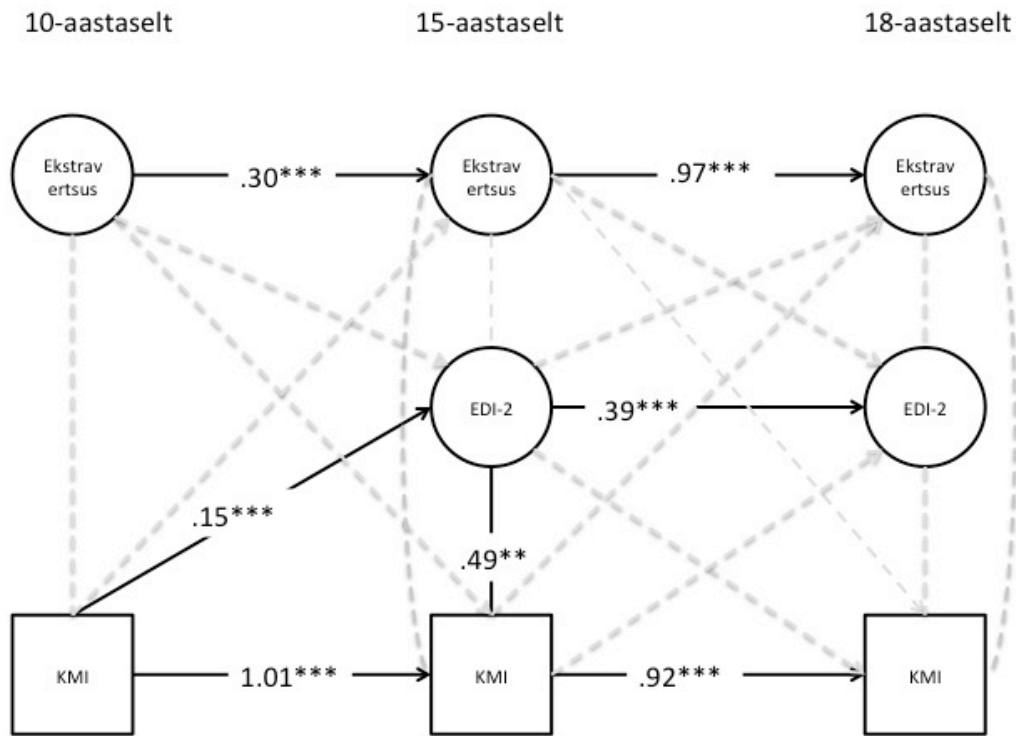 10-aastaselt
15-aastaselt
18-aastaselt
Ekstrav
ertsus
.30***
Ekstrav
ertsus
.97***
Ekstrav
ertsus
EDI-2
.39***
EDI-2
.15***
.49**
KMI
1.01***
KMI
.92***
KMI